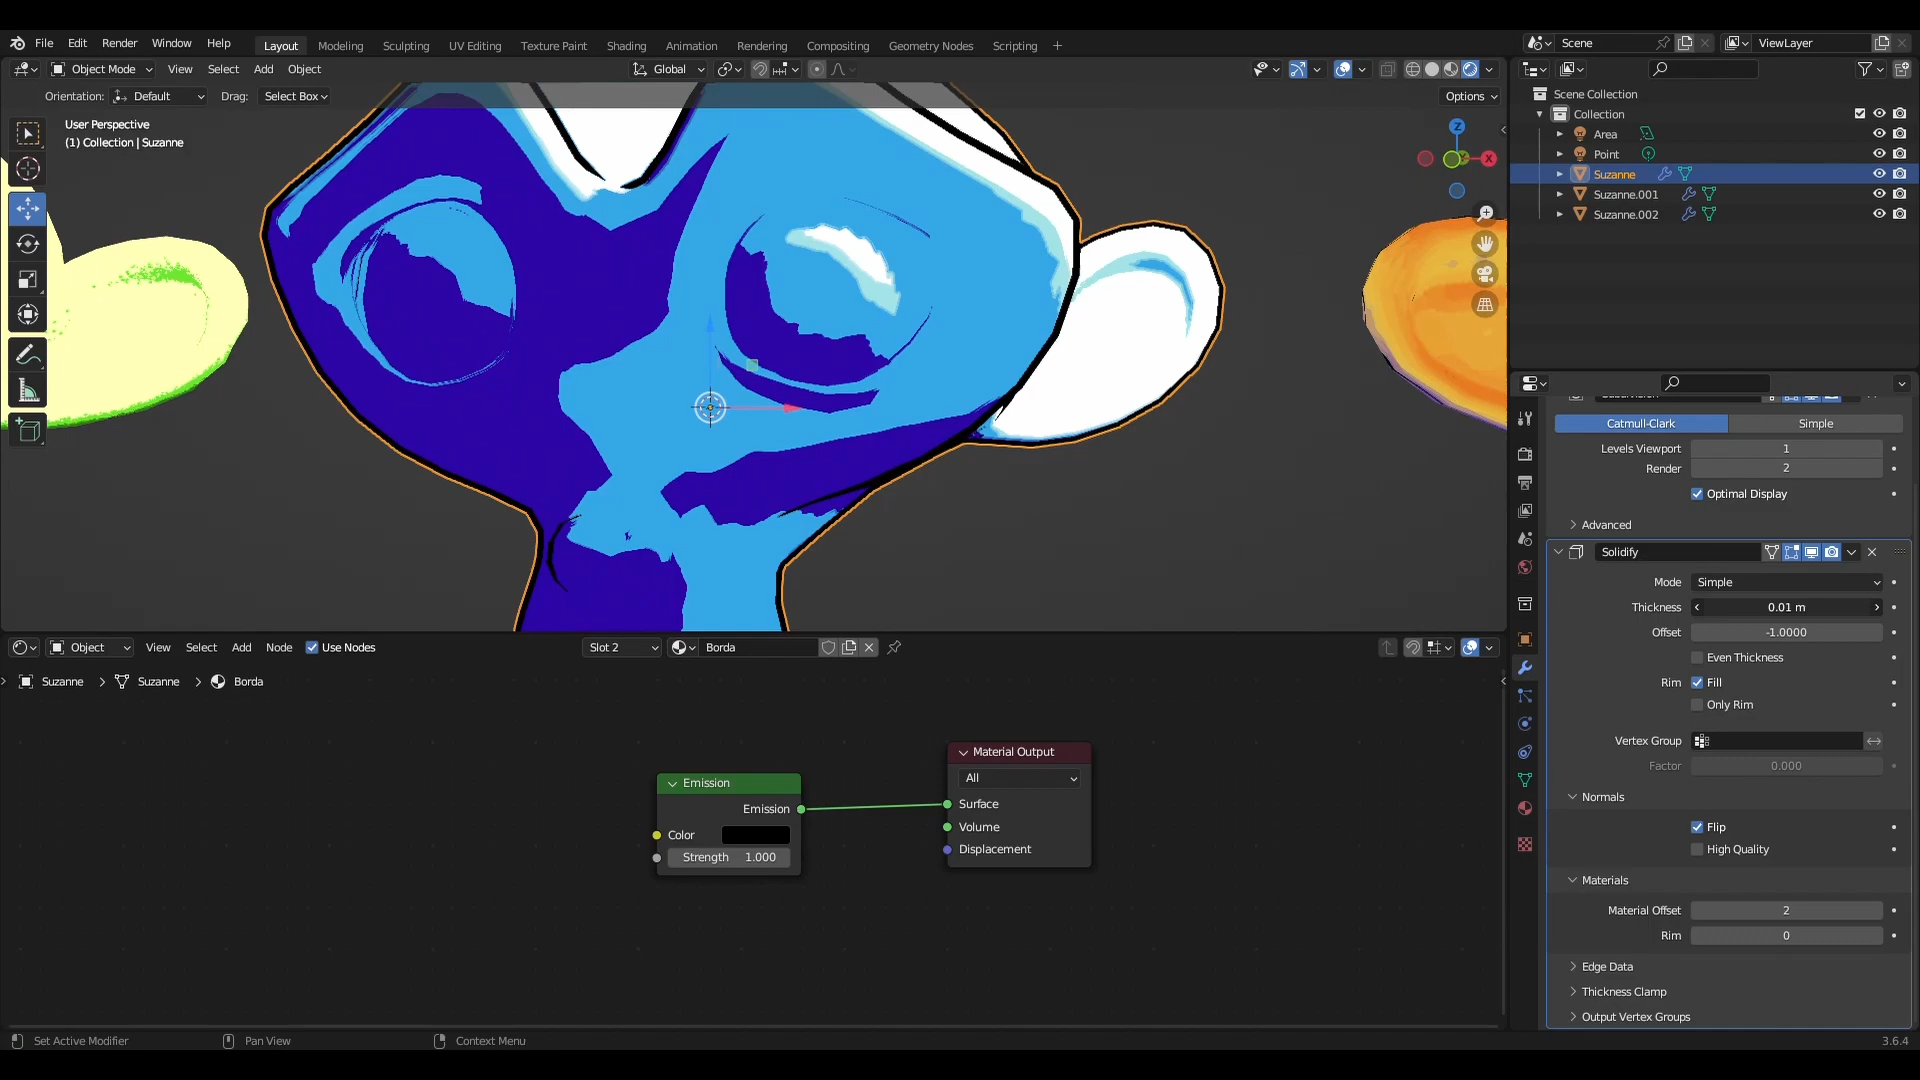 File Edit Render Window Help Layout Modeling Sculpting UV Editing Texture Paint Shading Animation Rendering Compositing Geometry Nodes Scripting + Scene ViewLayer
Object Mode View Select Add Object Global
Orientation: Default Drag: Select Box Options
User Perspective
(1) Collection | Suzanne
Z
X
Scene Collection
Collection
Area
Point
Suzanne
Suzanne.001
Suzanne.002
Catmull-Clark Simple
Levels Viewport 1
Render 2
Optimal Display
Advanced
Solidify
Mode Simple
Thickness 0.01 m
Offset -1.0000
Even Thickness
Rim Fill
Only Rim
Vertex Group
Factor 0.000
Normals
Flip
High Quality
Materials
Material Offset 2
Rim 0
Edge Data
Thickness Clamp
Output Vertex Groups
Object View Select Add Node Use Nodes Slot 2 Borda
Suzanne > Suzanne > Borda
Emission
Emission
Color
Strength 1.000
Material Output
All
Surface
Volume
Displacement
Set Active Modifier Pan View Context Menu 3.6.4